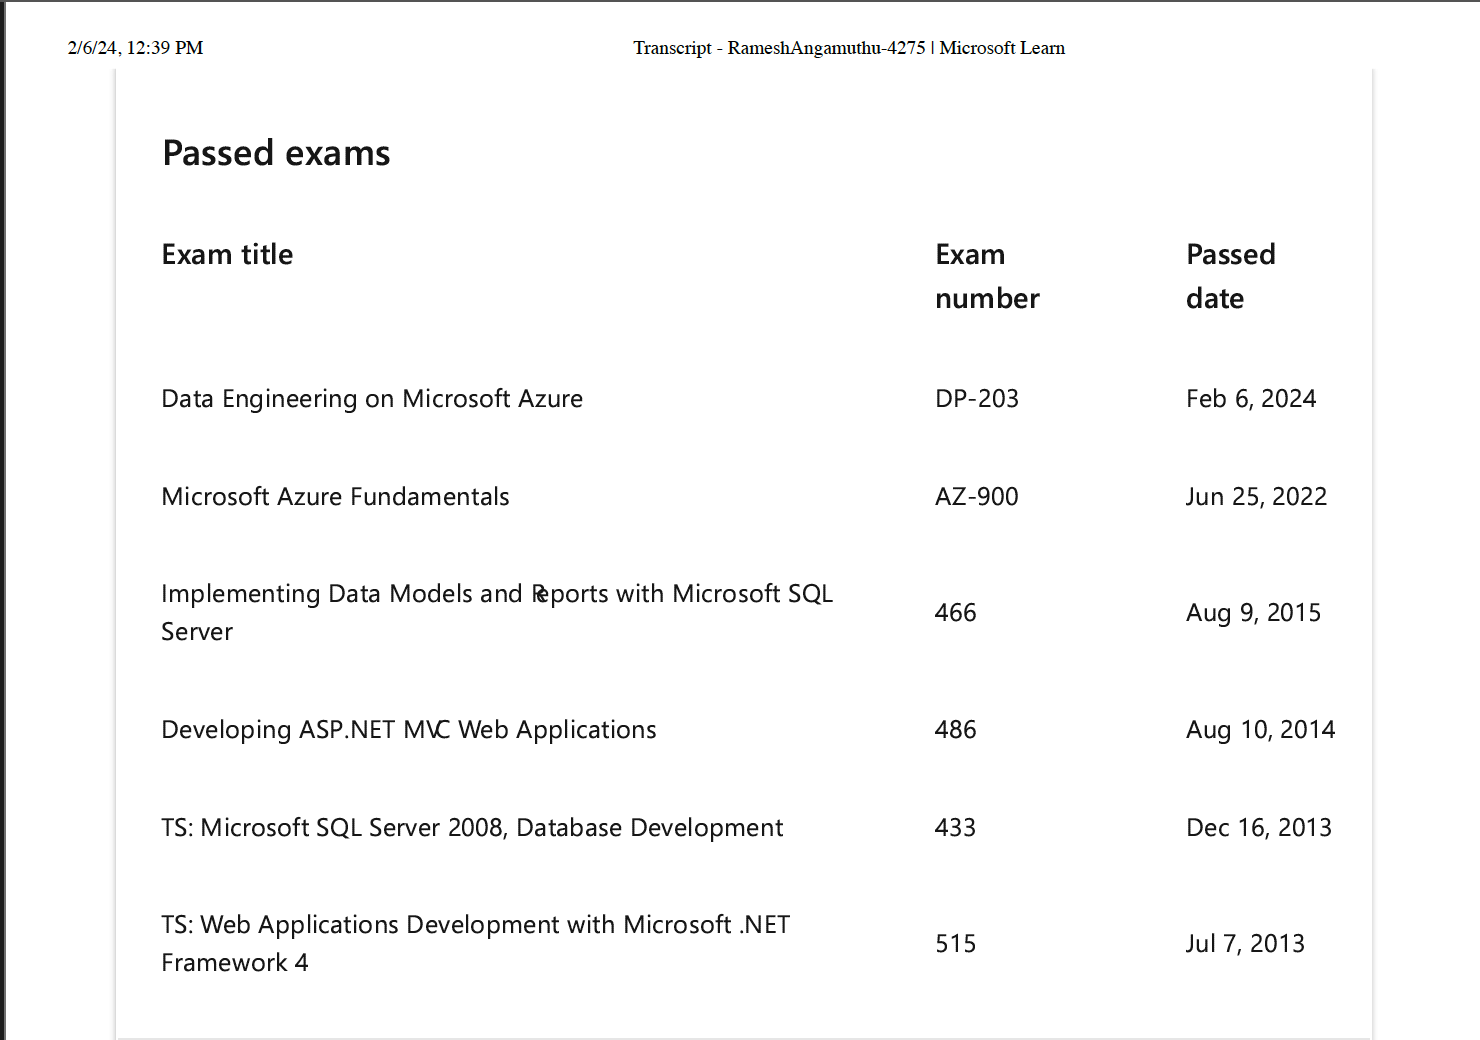 2/6/24, 12:39 PM Transcript - RameshAngamuthu-4275 | Microsoft Learn
Passed exams
Exam title Exam number Passed date
Data Engineering on Microsoft Azure DP-203 Feb 6, 2024
Microsoft Azure Fundamentals AZ-900 Jun 25, 2022
Implementing Data Models and Reports with Microsoft SQL
Server 466 Aug 9, 2015
Developing ASP.NET MVC Web Applications 486 Aug 10, 2014
TS: Microsoft SQL Server 2008, Database Development 433 Dec 16, 2013
TS: Web Applications Development with Microsoft .NET
Framework 4 515 Jul 7, 2013